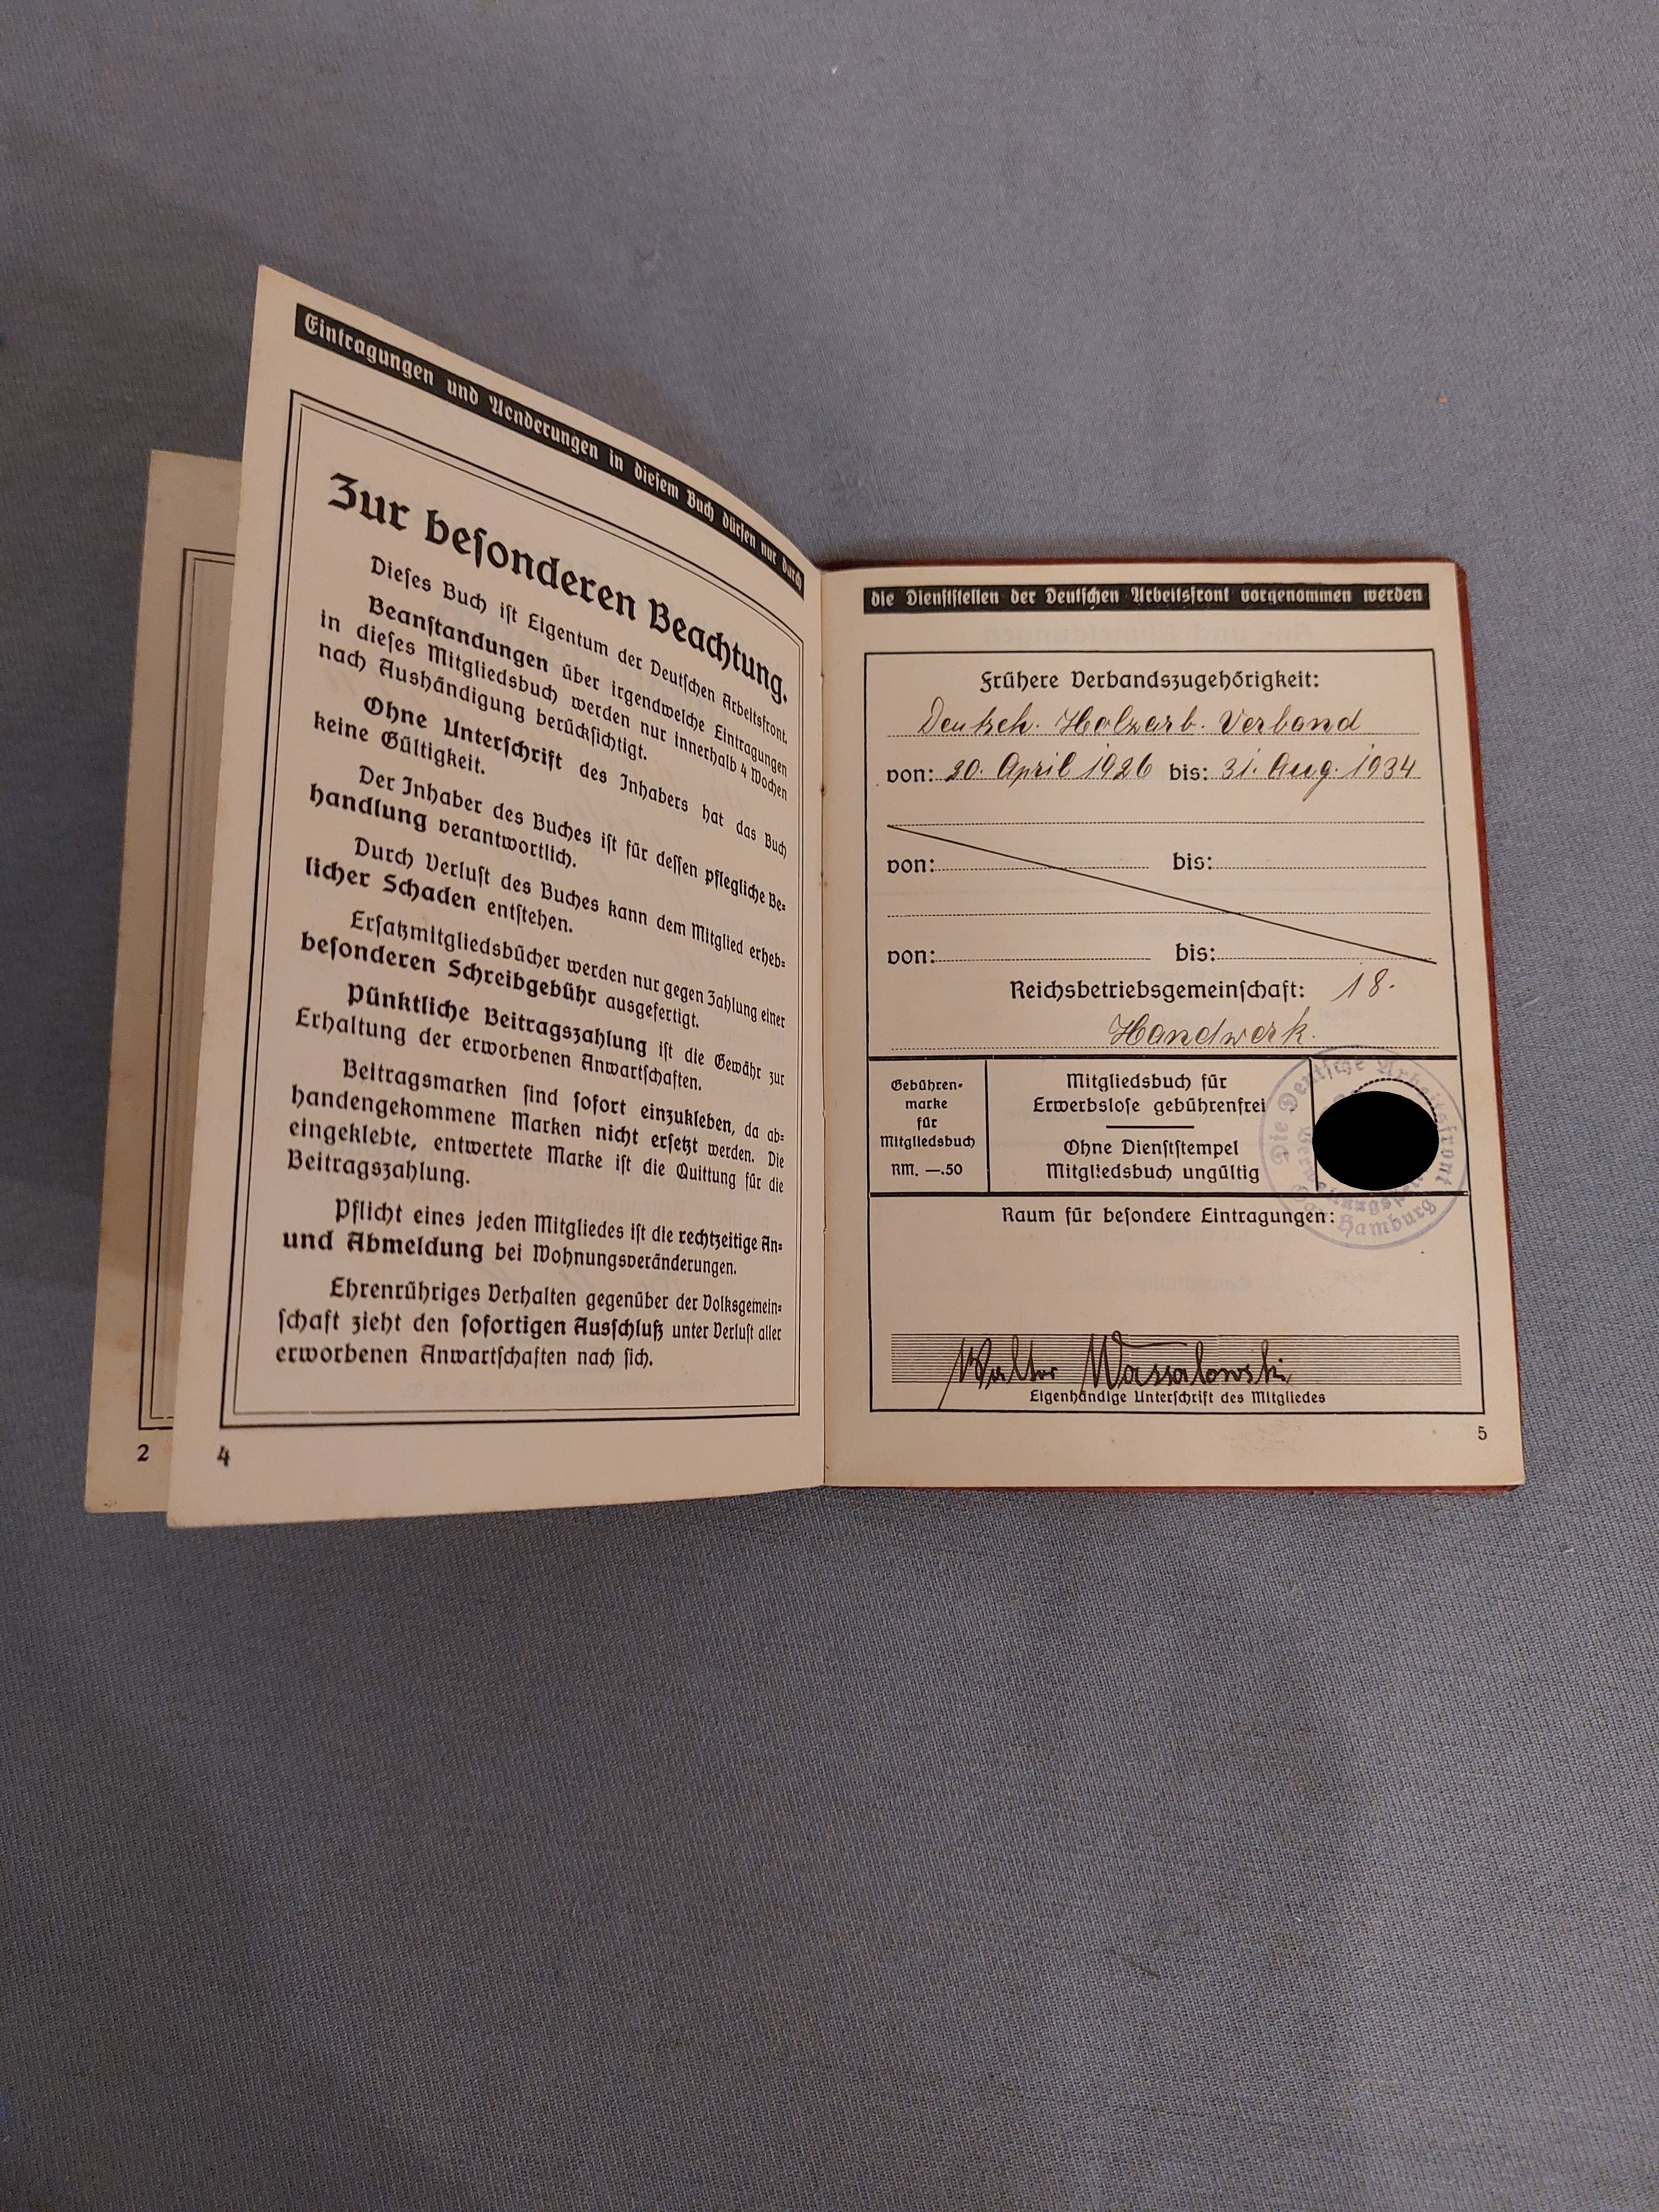 Eintragungen und Aenderungen in diesem Buch dürfen nur durch
Zur besonderen Beachtung.
Dieses Buch ist Eigentum der Deutschen Arbeitsfront.
Beanstandungen über irgendwelche Eintragungen
in dieses Mitgliedsbuch werden nur innerhalb 4 Wochen
nach Aushändigung berücksichtigt.
Ohne Unterschrift des Inhabers hat das Buch
keine Gültigkeit.
Der Inhaber des Buches ist für dessen pflegliche Be-
handlung verantwortlich.
Durch Verlust des Buches kann dem Mitglied erheb-
licher Schaden entstehen.
Ersatzmitgliedsbücher werden nur gegen Zahlung einer
besonderen Schreibgebühr ausgefertigt.
Pünktliche Beitragszahlung ist die Gewähr zur
Erhaltung der erworbenen Anwartschaften.
Beitragsmarken sind sofort einzukleben, da ab-
handengekommene Marken nicht ersetzt werden. Die
eingeklebte, entwertete Marke ist die Quittung für die
Beitragszahlung.
Pflicht eines jeden Mitgliedes ist die rechtzeitige An-
und Abmeldung bei Wohnungsveränderungen.
Ehrenrühriges Verhalten gegenüber der Volksgemein-
schaft zieht den sofortigen Ausschluß unter Verlust aller
erworbenen Anwartschaften nach sich.
2
4
die Dienststellen der Deutschen Arbeitsfront vorgenommen werden
Frühere Verbandszugehörigkeit:
Deutsch. Holzarb. Verband
von: 20. April 1926 bis: 31. Aug. 1934
von: bis:
von: bis:
Reichsbetriebsgemeinschaft: 18.
Handwerk.
Gebühren-
marke
für
Mitgliedsbuch
RM. —.50
Mitgliedsbuch für
Erwerbslose gebührenfrei
Ohne Dienststempel
Mitgliedsbuch ungültig
Die Deutsche Arbeitsfront
Hamburg
Raum für besondere Eintragungen:
Walter Wassalowski
Eigenhändige Unterschrift des Mitgliedes
5